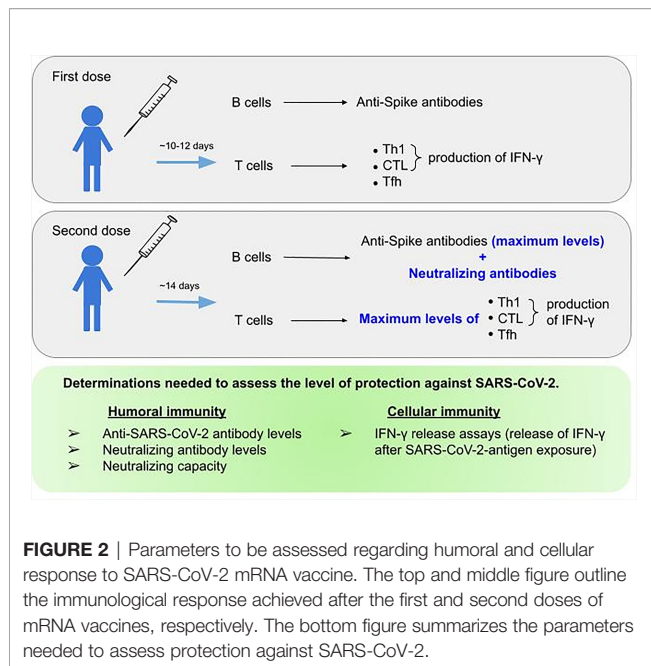 First dose
~10-12 days
B cells
Anti-Spike antibodies
T cells
• Th1
• CTL
• Tfh
production of IFN-γ
Second dose
~14 days
B cells
Anti-Spike antibodies (maximum levels)
+
Neutralizing antibodies
T cells
Maximum levels of
• Th1
• CTL
• Tfh
production
of IFN-γ
Determinations needed to assess the level of protection against SARS-CoV-2.
Humoral immunity
➢ Anti-SARS-CoV-2 antibody levels
➢ Neutralizing antibody levels
➢ Neutralizing capacity
Cellular immunity
➢ IFN-γ release assays (release of IFN-γ
after SARS-CoV-2-antigen exposure)
FIGURE 2 | Parameters to be assessed regarding humoral and cellular
response to SARS-CoV-2 mRNA vaccine. The top and middle figure outline
the immunological response achieved after the first and second doses of
mRNA vaccines, respectively. The bottom figure summarizes the parameters
needed to assess protection against SARS-CoV-2.